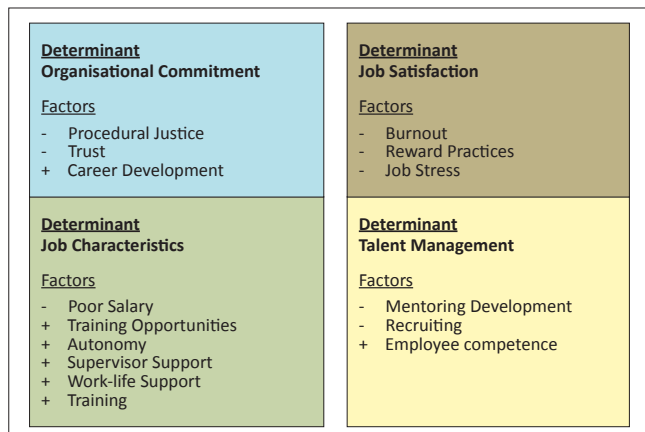 Determinant
Organisational Commitment
Factors
- Procedural Justice
- Trust
+ Career Development
Determinant
Job Satisfaction
Factors
- Burnout
- Reward Practices
- Job Stress
Determinant
Job Characteristics
Factors
- Poor Salary
+ Training Opportunities
+ Autonomy
+ Supervisor Support
+ Work-life Support
+ Training
Determinant
Talent Management
Factors
- Mentoring Development
- Recruiting
+ Employee competence